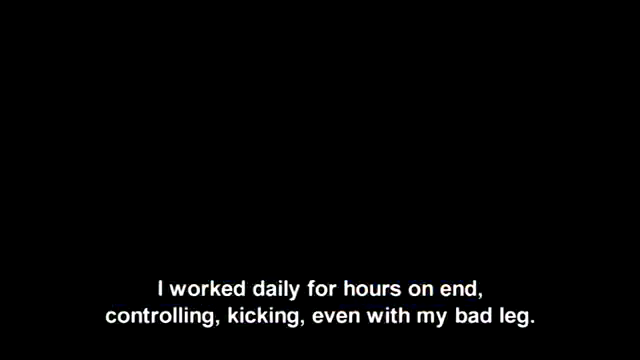 I worked daily for hours on end,
controlling, kicking, even with my bad leg.